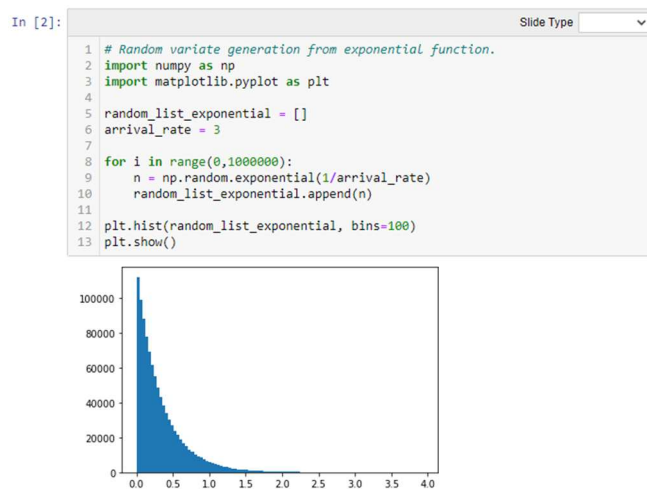 In [2]:
Slide Type
1 # Random variate generation from exponential function.
2 import numpy as np
3 import matplotlib.pyplot as plt
4
5 random_list_exponential = []
6 arrival_rate = 3
7
8 for i in range(0,1000000):
9     n = np.random.exponential(1/arrival_rate)
10     random_list_exponential.append(n)
11
12 plt.hist(random_list_exponential, bins=100)
13 plt.show()
100000
80000
60000
40000
20000
0
0.0 0.5 1.0 1.5 2.0 2.5 3.0 3.5 4.0